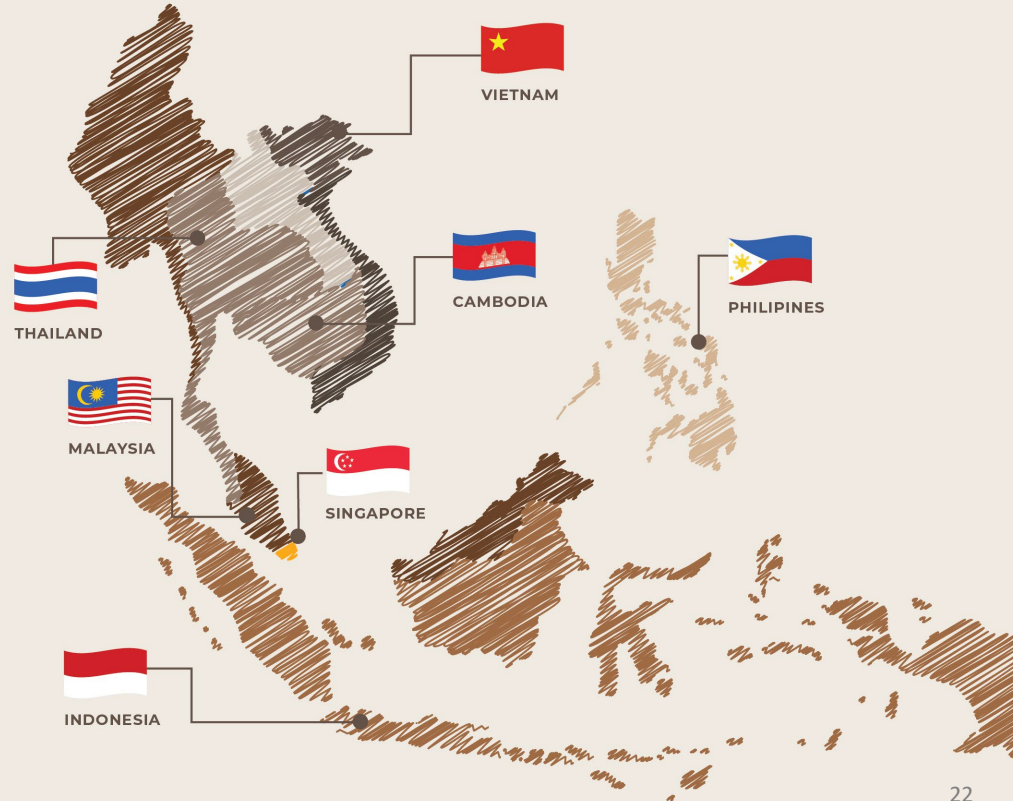 VIETNAM
CAMBODIA
PHILIPINES
THAILAND
MALAYSIA
SINGAPORE
INDONESIA
22